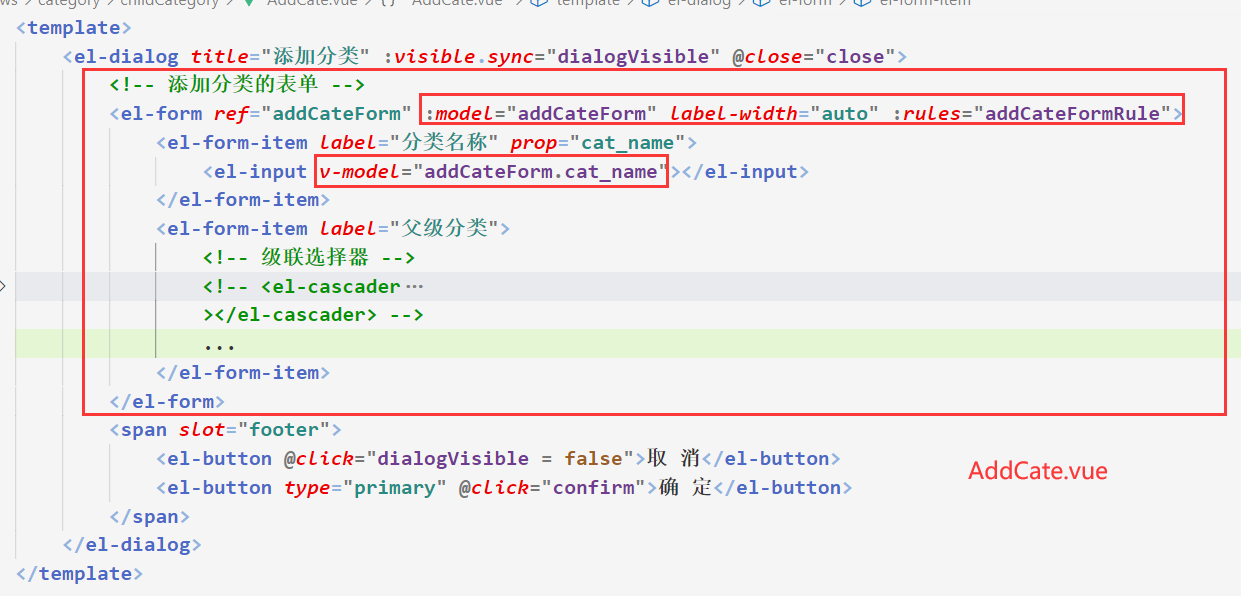 ws > category > childCategory > AddCate.vue > {} "AddCate.vue" > template > el-dialog > el-form > el-form-item
<template>
<el-dialog title="添加分类" :visible.sync="dialogVisible" @close="close">
<!-- 添加分类的表单 -->
<el-form ref="addCateForm" :model="addCateForm" label-width="auto" :rules="addCateFormRule">
<el-form-item label="分类名称" prop="cat_name">
<el-input v-model="addCateForm.cat_name"></el-input>
</el-form-item>
<el-form-item label="父级分类">
<!-- 级联选择器 -->
<!-- <el-cascader ···
></el-cascader> -->
...
</el-form-item>
</el-form>
<span slot="footer">
<el-button @click="dialogVisible = false">取 消</el-button>
<el-button type="primary" @click="confirm">确 定</el-button>
AddCate.vue
</span>
</el-dialog>
</template>